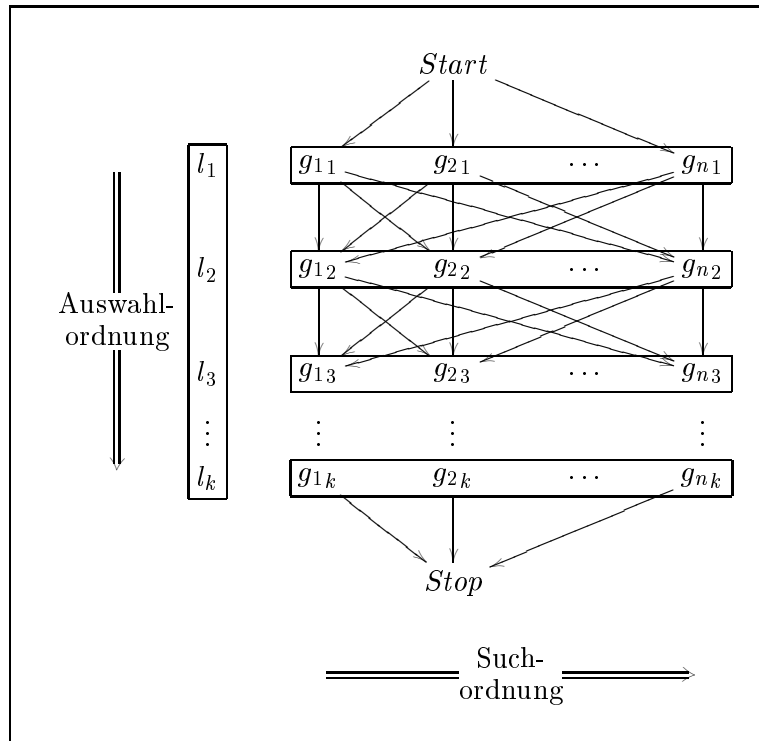 Start
l₁ g₁₁ g₂₁ ⋯ gₙ₁
l₂ g₁₂ g₂₂ ⋯ gₙ₂
Auswahl-
ordnung
l₃ g₁₃ g₂₃ ⋯ gₙ₃
⋮ ⋮ ⋮ ⋮
lₖ g₁ₖ g₂ₖ ⋯ gₙₖ
Stop
Such-
ordnung